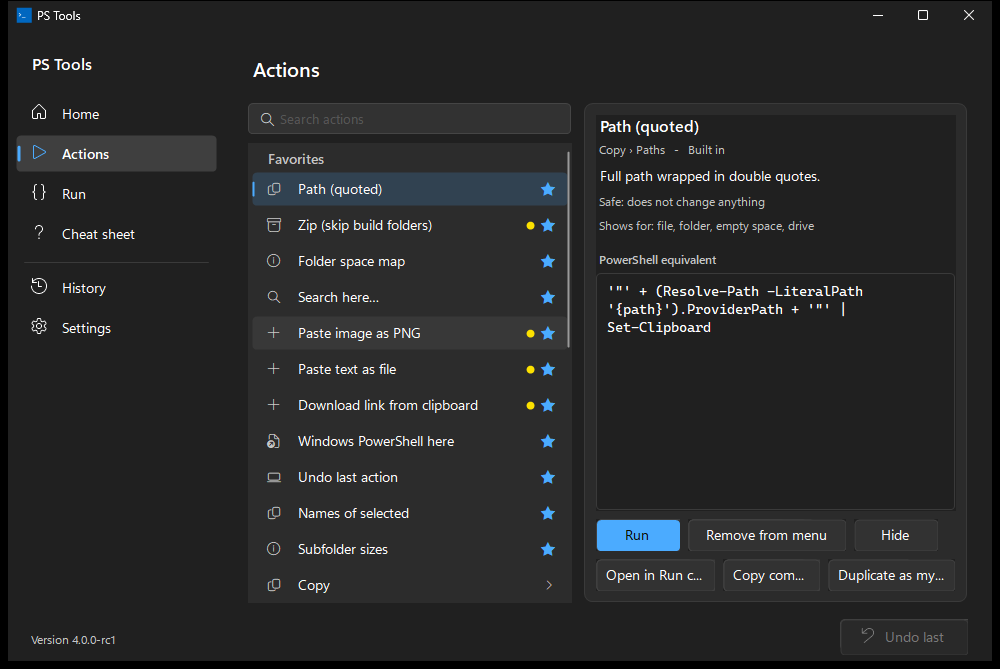 PS Tools
PS Tools
Home
Actions
Run
Cheat sheet
History
Settings
Version 4.0.0-rc1
Actions
Search actions
Favorites
Path (quoted)
Zip (skip build folders)
Folder space map
Search here...
Paste image as PNG
Paste text as file
Download link from clipboard
Windows PowerShell here
Undo last action
Names of selected
Subfolder sizes
Copy
Path (quoted)
Copy › Paths - Built in
Full path wrapped in double quotes.
Safe: does not change anything
Shows for: file, folder, empty space, drive
PowerShell equivalent
'"' + (Resolve-Path -LiteralPath
'{path}').ProviderPath + '"' |
Set-Clipboard
Run
Remove from menu
Hide
Open in Run c...
Copy com...
Duplicate as my...
Undo last